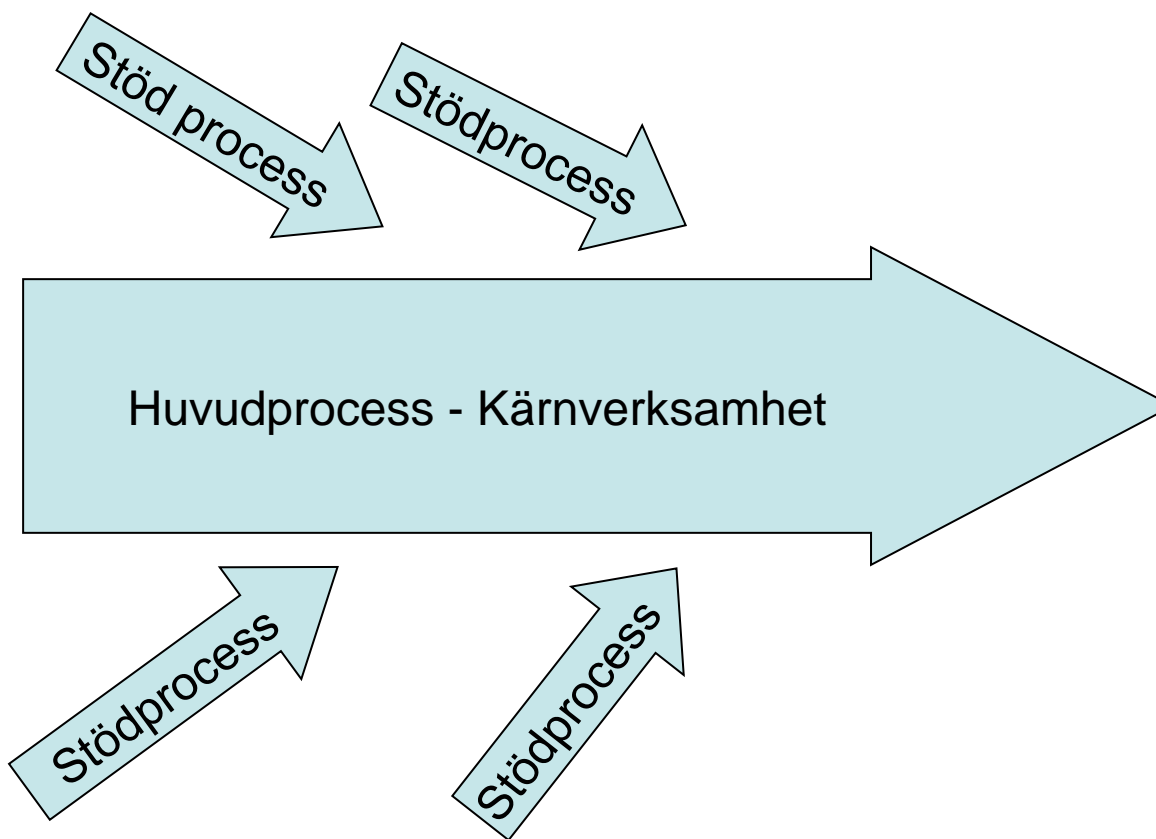 Stöd process
Stödprocess
Huvudprocess - Kärnverksamhet
Stödprocess
Stödprocess